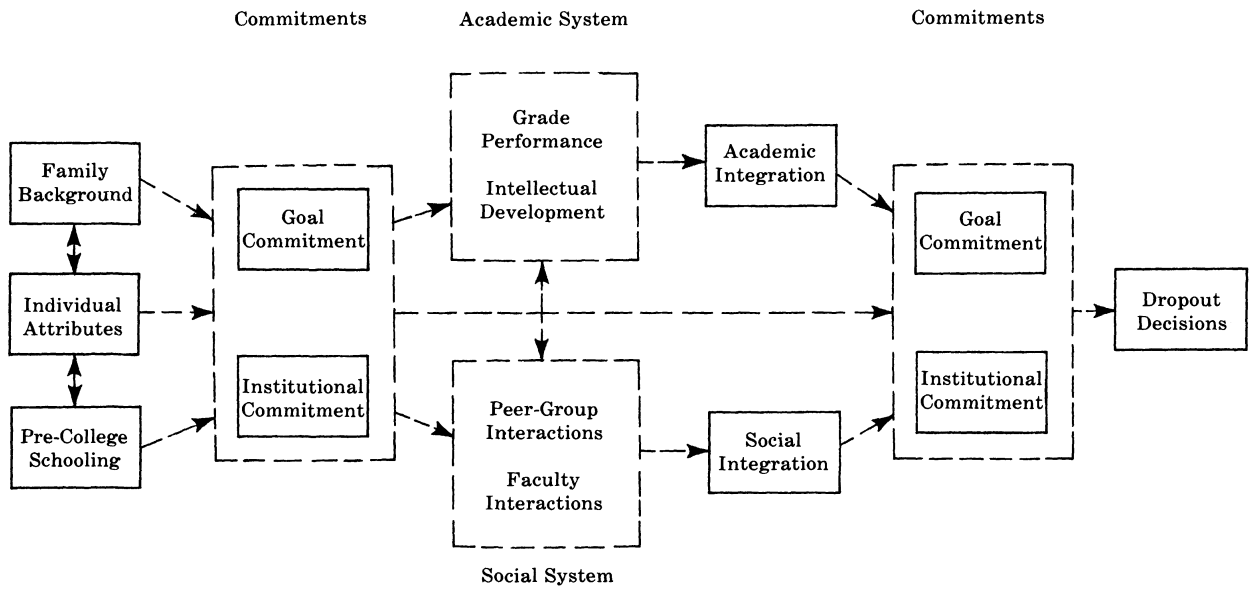 Commitments
Academic System
Commitments
Family
Background
Individual
Attributes
Pre-College
Schooling
Goal
Commitment
Institutional
Commitment
Grade
Performance
Intellectual
Development
Peer-Group
Interactions
Faculty
Interactions
Social System
Academic
Integration
Social
Integration
Goal
Commitment
Institutional
Commitment
Dropout
Decisions